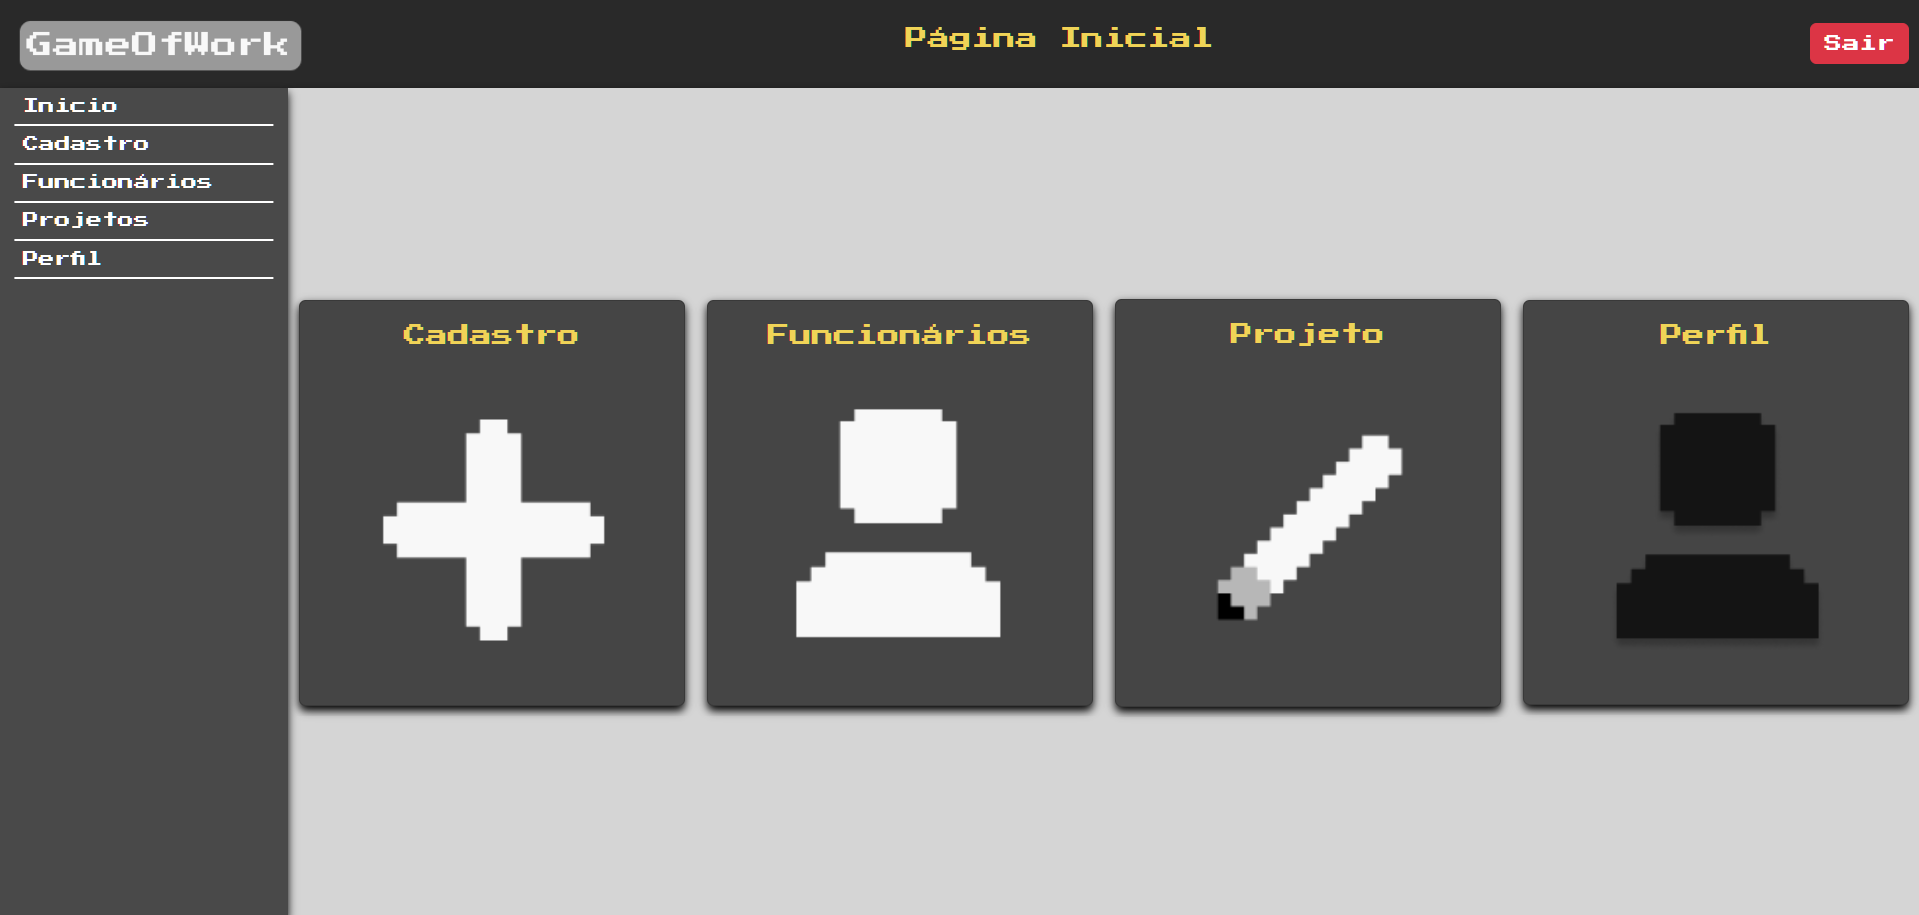 GameOfWork
Página Inicial
Sair
Inicio
Cadastro
Funcionários
Projetos
Perfil
Cadastro
Funcionários
Projeto
Perfil